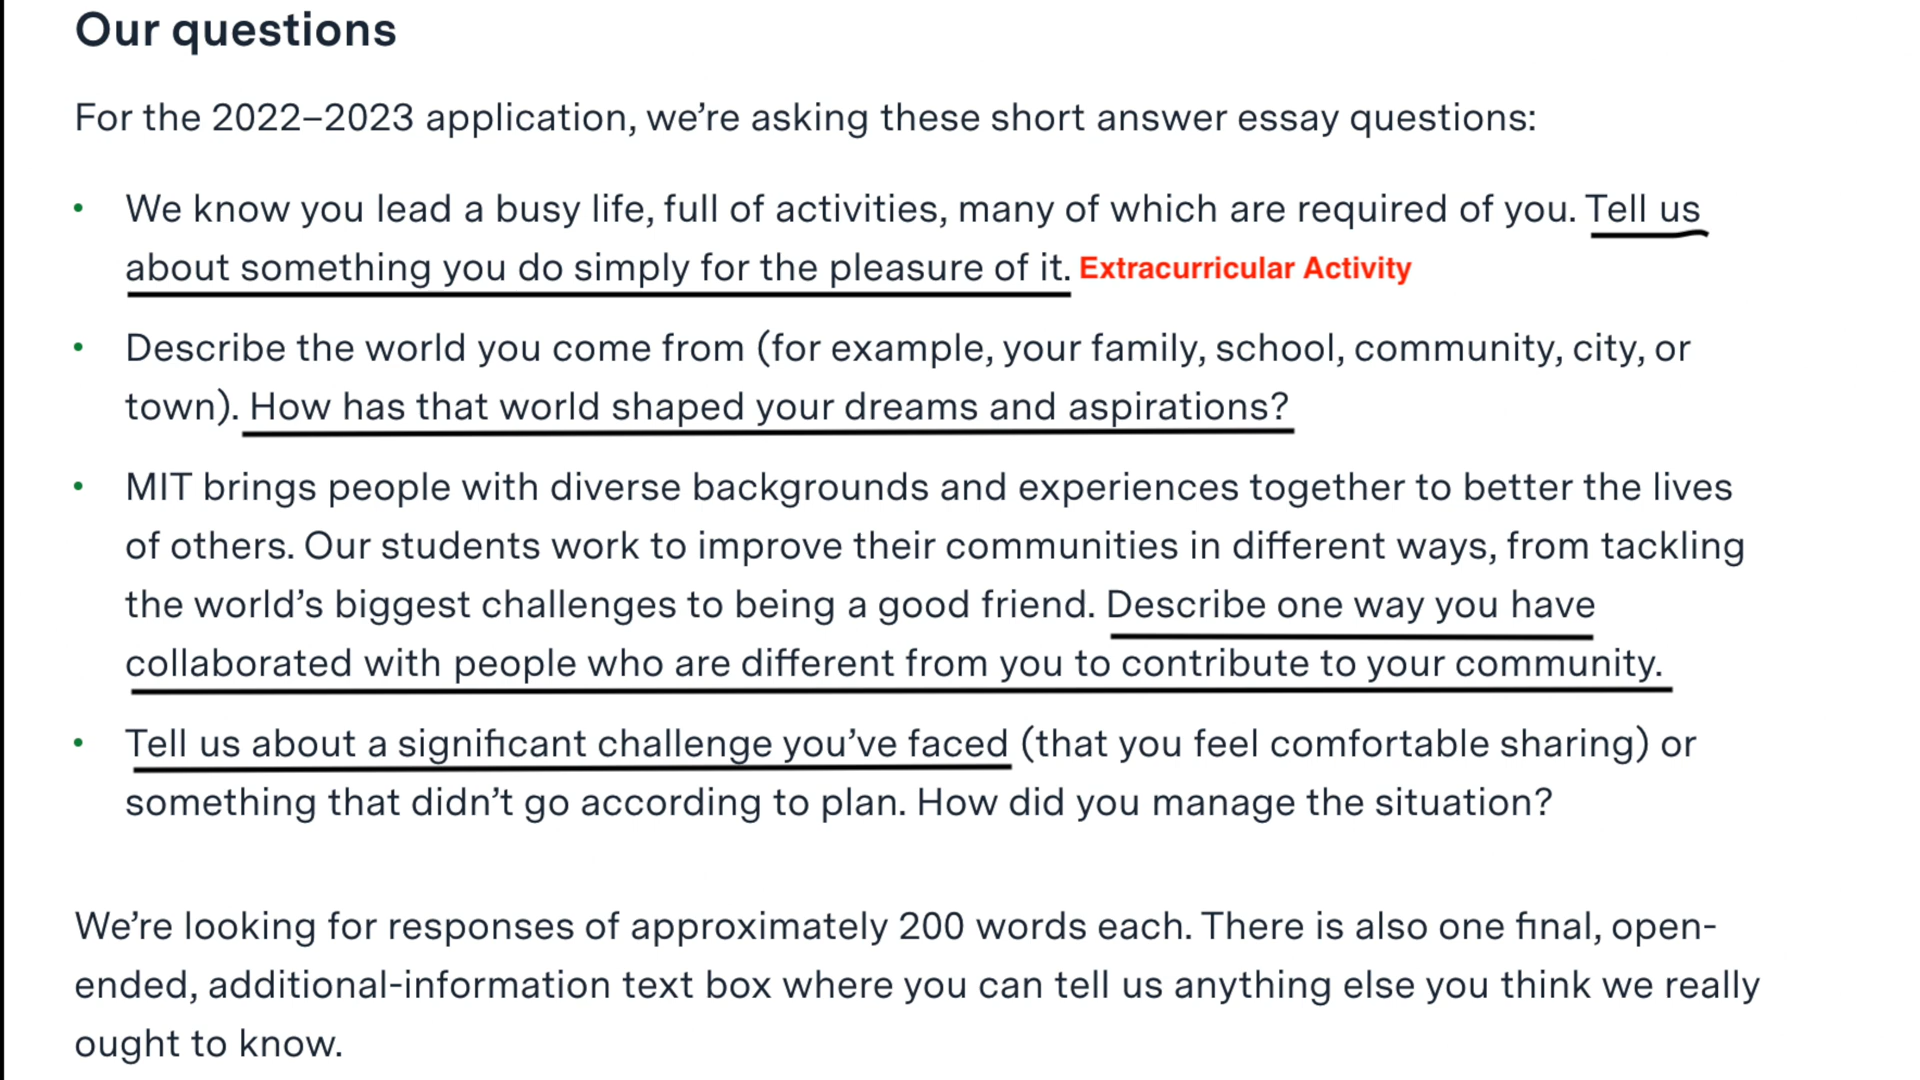 Our questions
For the 2022–2023 application, we’re asking these short answer essay questions:
• We know you lead a busy life, full of activities, many of which are required of you. Tell us
about something you do simply for the pleasure of it. Extracurricular Activity
• Describe the world you come from (for example, your family, school, community, city, or
town). How has that world shaped your dreams and aspirations?
• MIT brings people with diverse backgrounds and experiences together to better the lives
of others. Our students work to improve their communities in different ways, from tackling
the world’s biggest challenges to being a good friend. Describe one way you have
collaborated with people who are different from you to contribute to your community.
• Tell us about a significant challenge you’ve faced (that you feel comfortable sharing) or
something that didn’t go according to plan. How did you manage the situation?
We’re looking for responses of approximately 200 words each. There is also one final, open-
ended, additional-information text box where you can tell us anything else you think we really
ought to know.